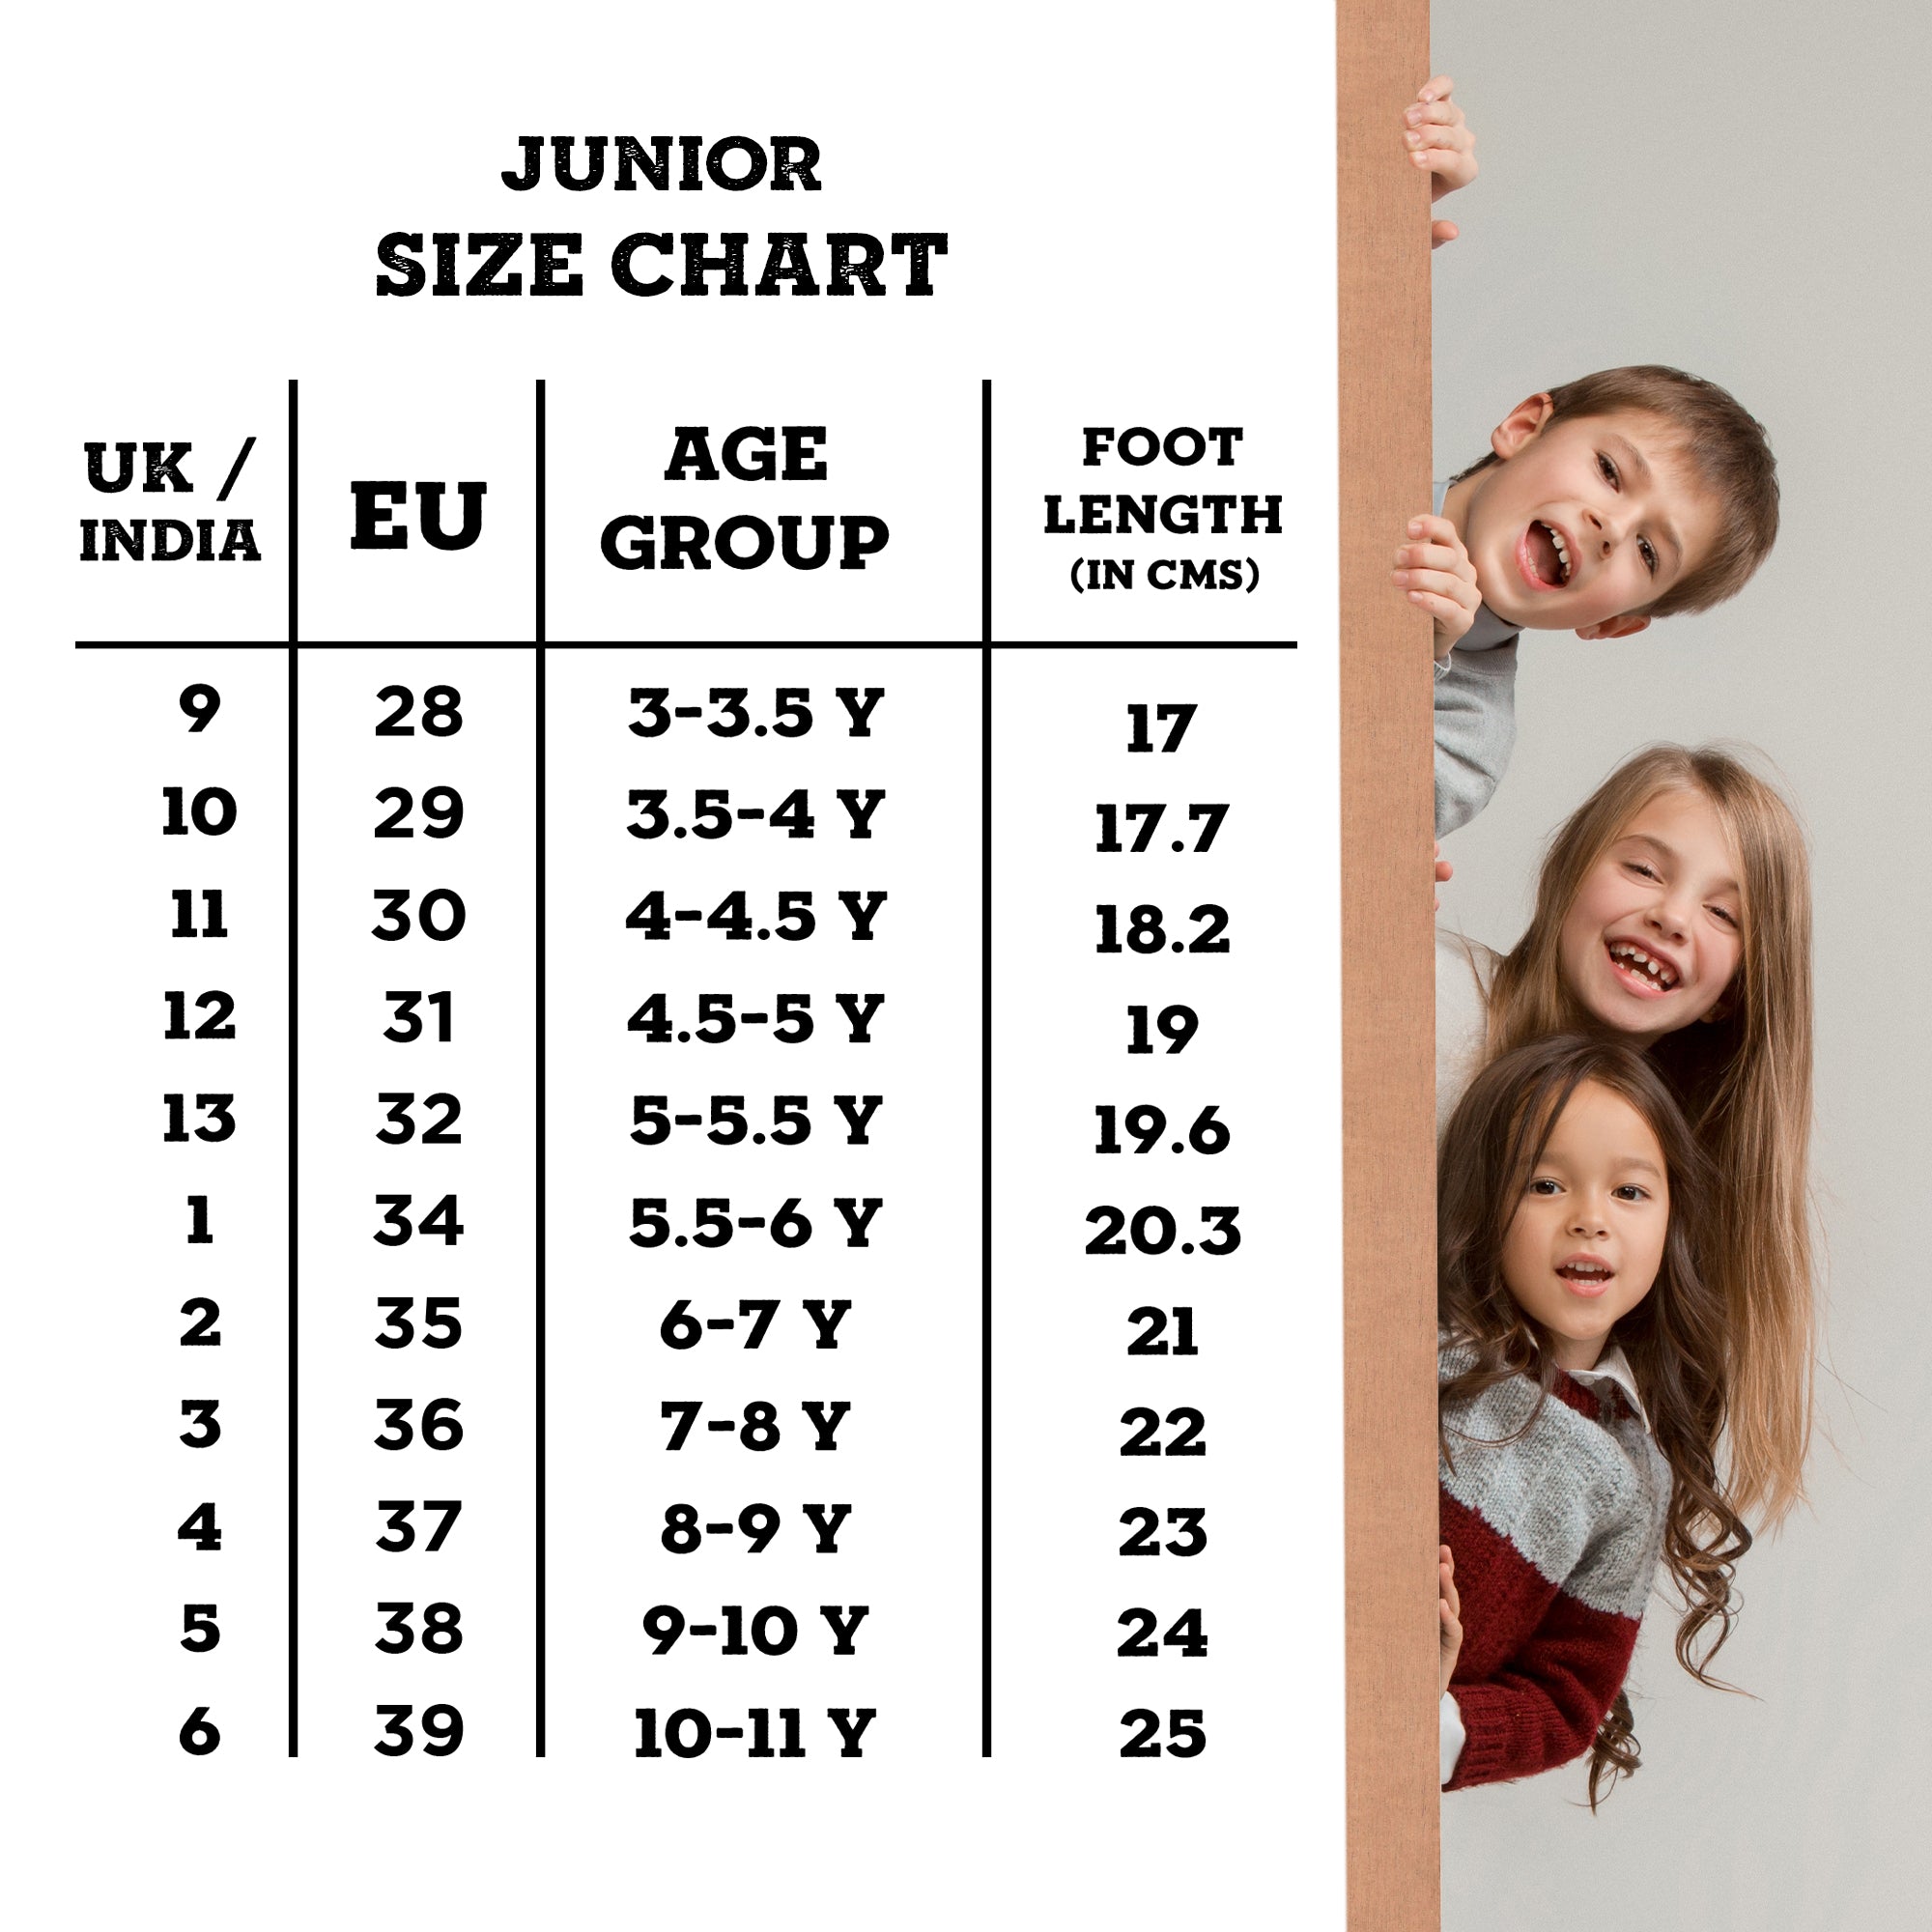 JUNIOR
SIZE CHART
UK / INDIA EU AGE GROUP FOOT LENGTH (IN CMS)
9 28 3-3.5 Y 17
10 29 3.5-4 Y 17.7
11 30 4-4.5 Y 18.2
12 31 4.5-5 Y 19
13 32 5-5.5 Y 19.6
1 34 5.5-6 Y 20.3
2 35 6-7 Y 21
3 36 7-8 Y 22
4 37 8-9 Y 23
5 38 9-10 Y 24
6 39 10-11 Y 25